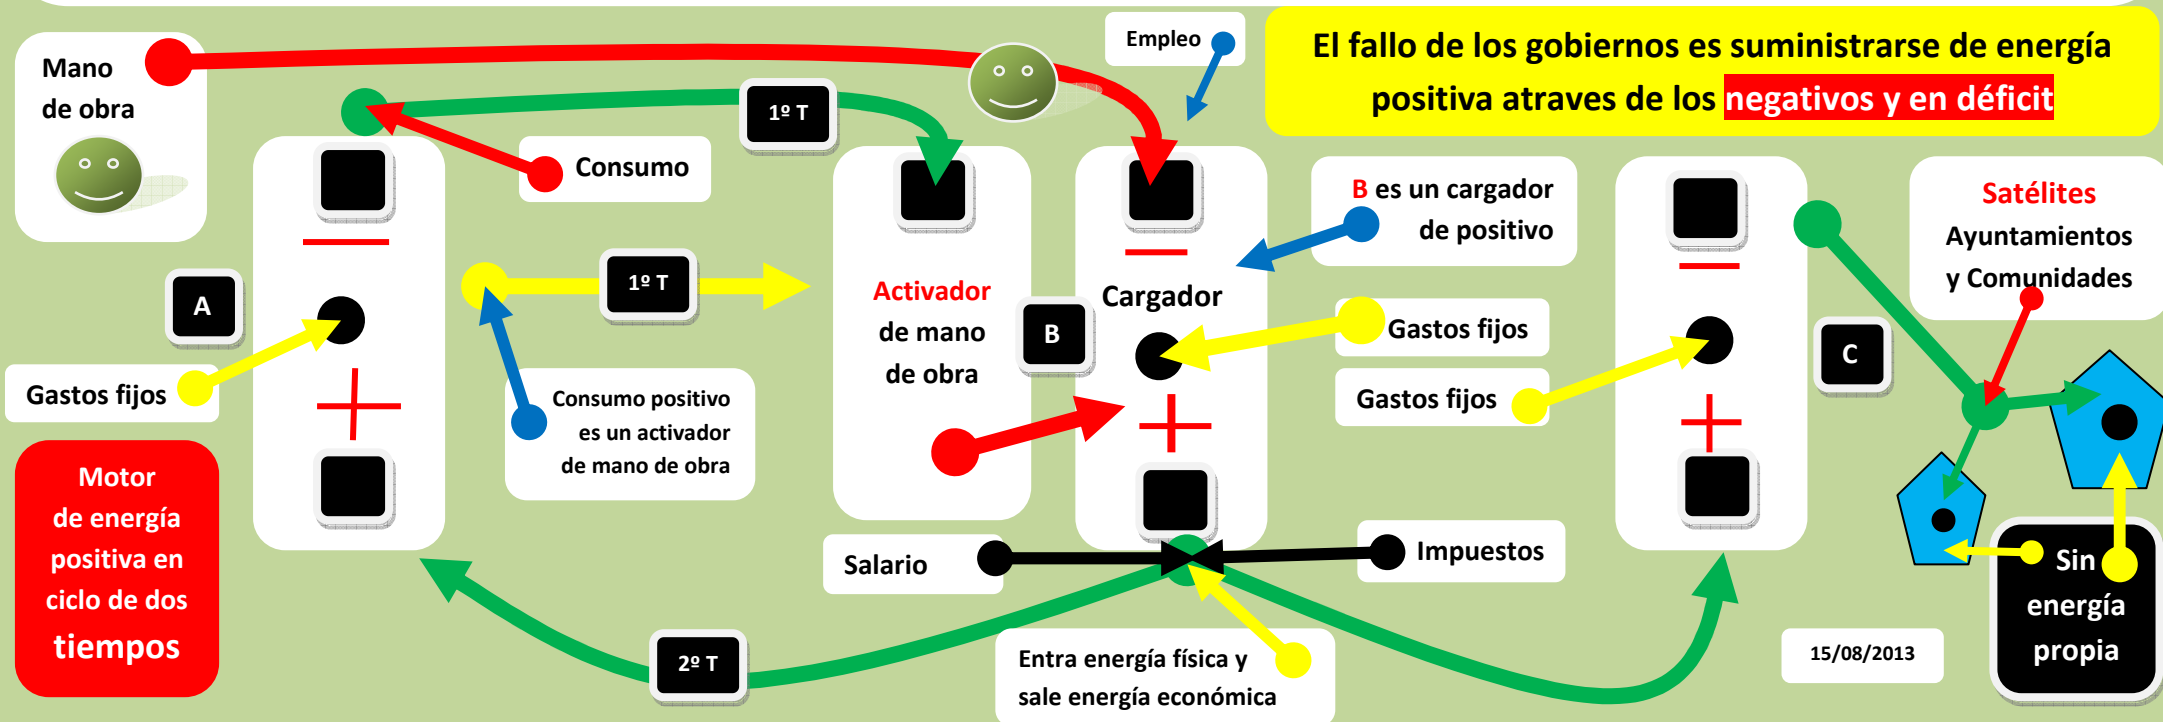 Mano
de obra
Empleo
El fallo de los gobiernos es suministrarse de energía
positiva atraves de los negativos y en déficit
1º T
Consumo
A
Gastos fijos
1º T
Consumo positivo
es un activador
de mano de obra
Activador
de mano
de obra
B
Cargador
B es un cargador
de positivo
Gastos fijos
Gastos fijos
C
Satélites
Ayuntamientos
y Comunidades
Motor
de energía
positiva en
ciclo de dos
tiempos
Salario
Impuestos
2º T
Entra energía física y
sale energía económica
15/08/2013
Sin
energía
propia